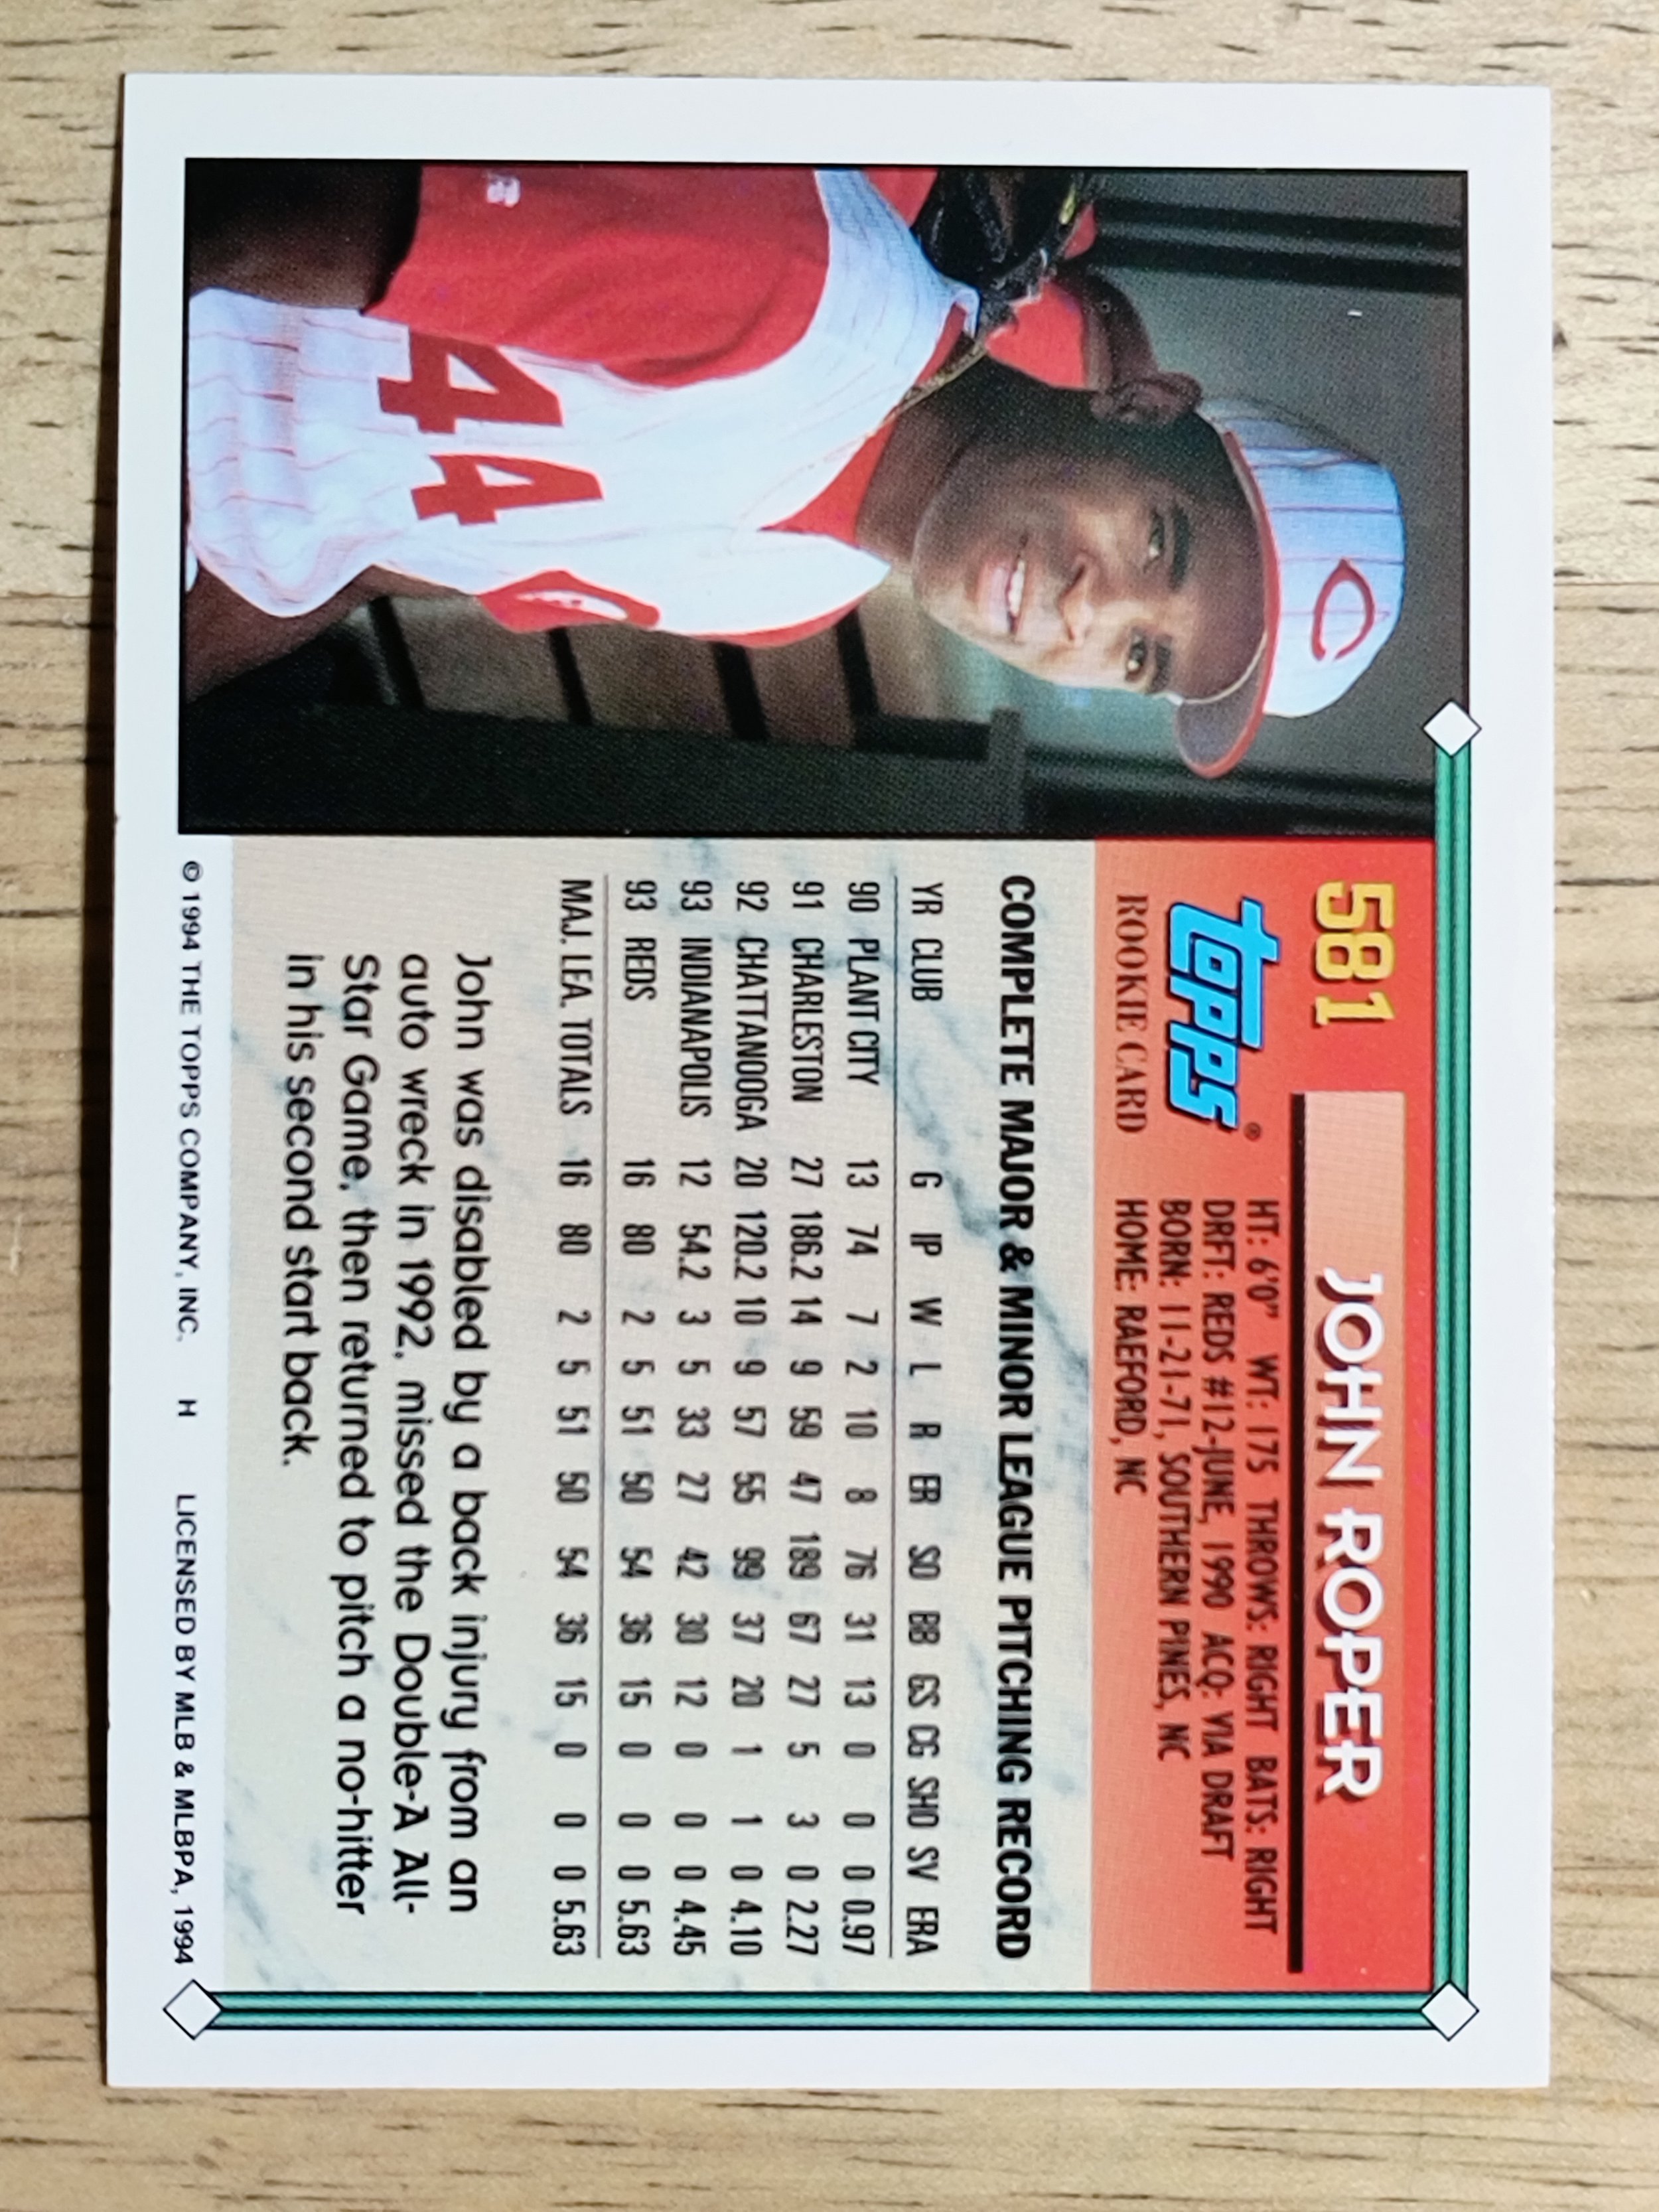 581
JOHN ROPER
topps®
ROOKIE CARD
HT: 6'0" WT: 175 THROWS: RIGHT BATS: RIGHT
DRFT: REDS #12-JUNE, 1990 ACQ: VIA DRAFT
BORN: 11-21-71, SOUTHERN PINES, NC
HOME: RAEFORD, NC
COMPLETE MAJOR & MINOR LEAGUE PITCHING RECORD
YR CLUB G IP W L R ER SO BB GS CG SHO SV ERA
90 PLANT CITY 13 74 7 2 10 8 76 31 13 0 0 0 0.97
91 CHARLESTON 27 186.2 14 9 59 47 189 67 27 5 3 0 2.27
92 CHATTANOOGA 20 120.2 10 9 57 55 99 37 20 1 1 0 4.10
93 INDIANAPOLIS 12 54.2 3 5 33 27 42 30 12 0 0 0 4.45
93 REDS 16 80 2 5 51 50 54 36 15 0 0 0 5.63
MAJ. LEA. TOTALS 16 80 2 5 51 50 54 36 15 0 0 0 5.63
John was disabled by a back injury from an
auto wreck in 1992, missed the Double-A All-
Star Game, then returned to pitch a no-hitter
in his second start back.
© 1994 THE TOPPS COMPANY, INC. H LICENSED BY MLB & MLBPA, 1994
C
44